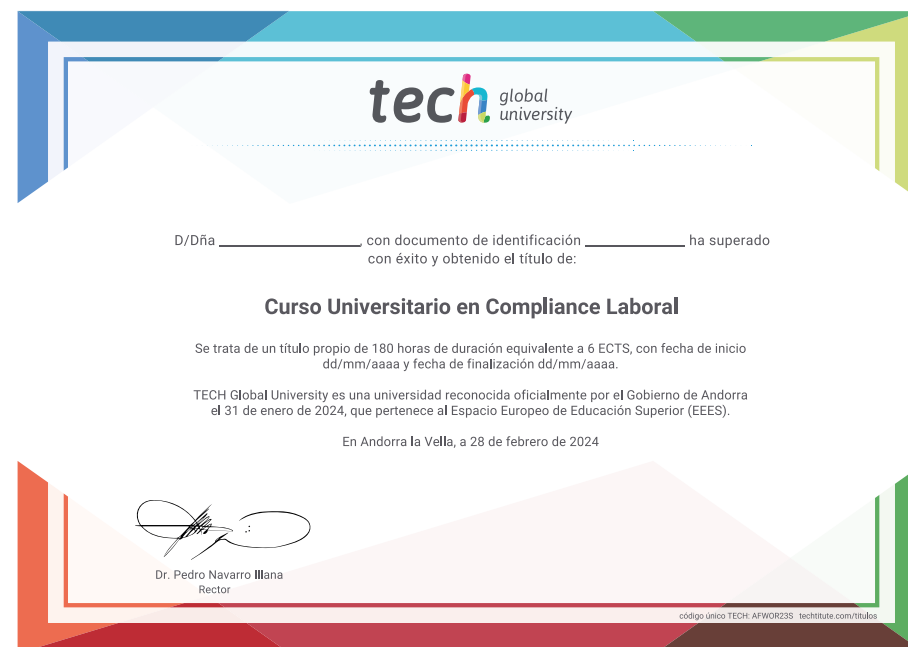 tech global university
D/Dña ______________, con documento de identificación __________ ha superado
con éxito y obtenido el título de:
Curso Universitario en Compliance Laboral
Se trata de un título propio de 180 horas de duración equivalente a 6 ECTS, con fecha de inicio
dd/mm/aaaa y fecha de finalización dd/mm/aaaa.
TECH Global University es una universidad reconocida oficialmente por el Gobierno de Andorra
el 31 de enero de 2024, que pertenece al Espacio Europeo de Educación Superior (EEES).
En Andorra la Vella, a 28 de febrero de 2024
Dr. Pedro Navarro Illana
Rector
código único TECH: AFWOR23S techtitute.com/titulos